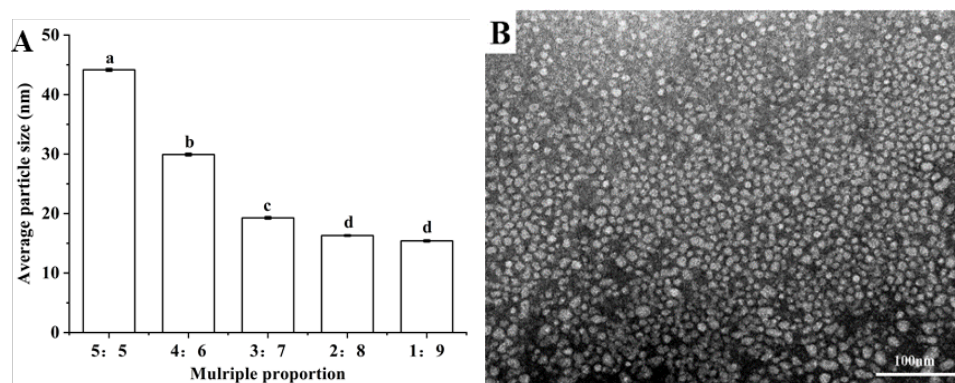 A
Average particle size (nm)
50
40
30
20
10
0
a
b
c
d
d
5：5
4：6
3：7
2：8
1：9
Mulriple proportion
B
100nm